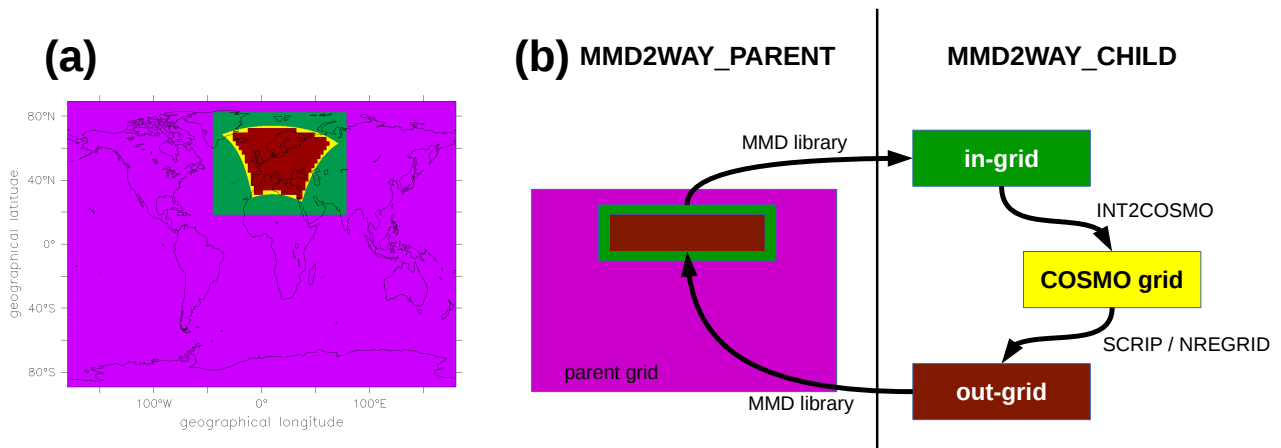 (a)
80°N
40°N
0°
40°S
80°S
geographical latitude
100°W
0°
100°E
geographical longitude
(b)
MMD2WAY_PARENT
MMD2WAY_CHILD
MMD library
in-grid
INT2COSMO
COSMO grid
SCRIP / NREGRID
out-grid
parent grid
MMD library